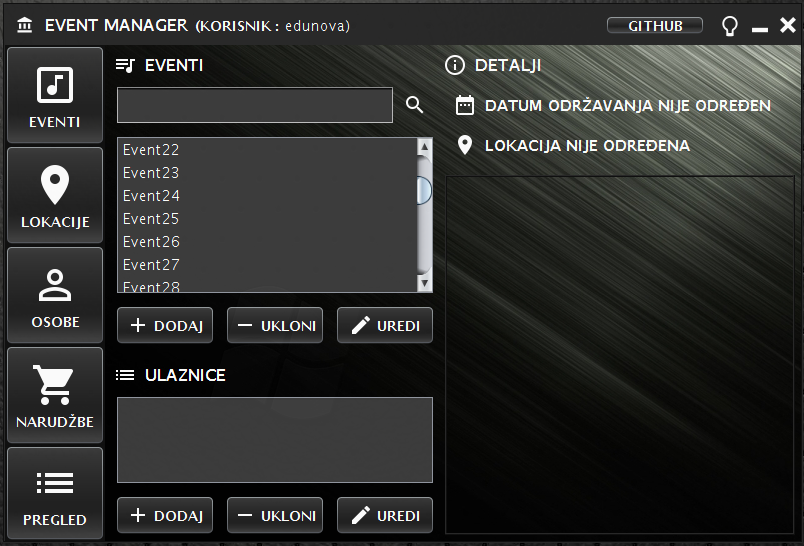 EVENT MANAGER (KORISNIK : edunova)
GITHUB
EVENTI
LOKACIJE
OSOBE
NARUDŽBE
PREGLED
EVENTI
Event22
Event23
Event24
Event25
Event26
Event27
Event28
DODAJ
UKLONI
UREDI
ULAZNICE
DODAJ
UKLONI
UREDI
DETALJI
DATUM ODRŽAVANJA NIJE ODREĐEN
LOKACIJA NIJE ODREĐENA